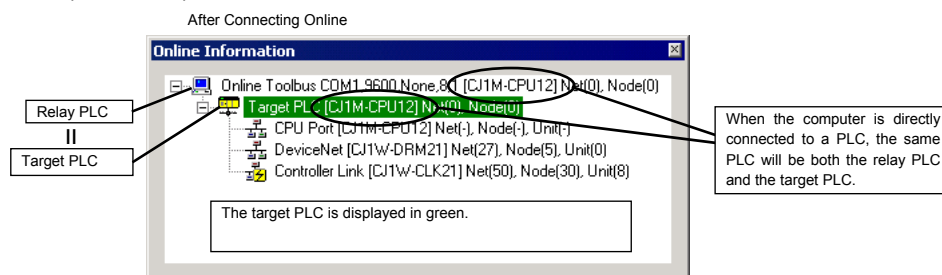 After Connecting Online
Online Information
Online Toolbus COM1,9600,None,8,1 [CJ1M-CPU12] Net(0), Node(0)
Target PLC [CJ1M-CPU12] Net(0), Node(0)
CPU Port [CJ1M-CPU12] Net(-), Node(-), Unit(-)
DeviceNet [CJ1W-DRM21] Net(27), Node(5), Unit(0)
Controller Link [CJ1W-CLK21] Net(50), Node(30), Unit(8)
The target PLC is displayed in green.
Relay PLC
=
Target PLC
When the computer is directly
connected to a PLC, the same
PLC will be both the relay PLC
and the target PLC.